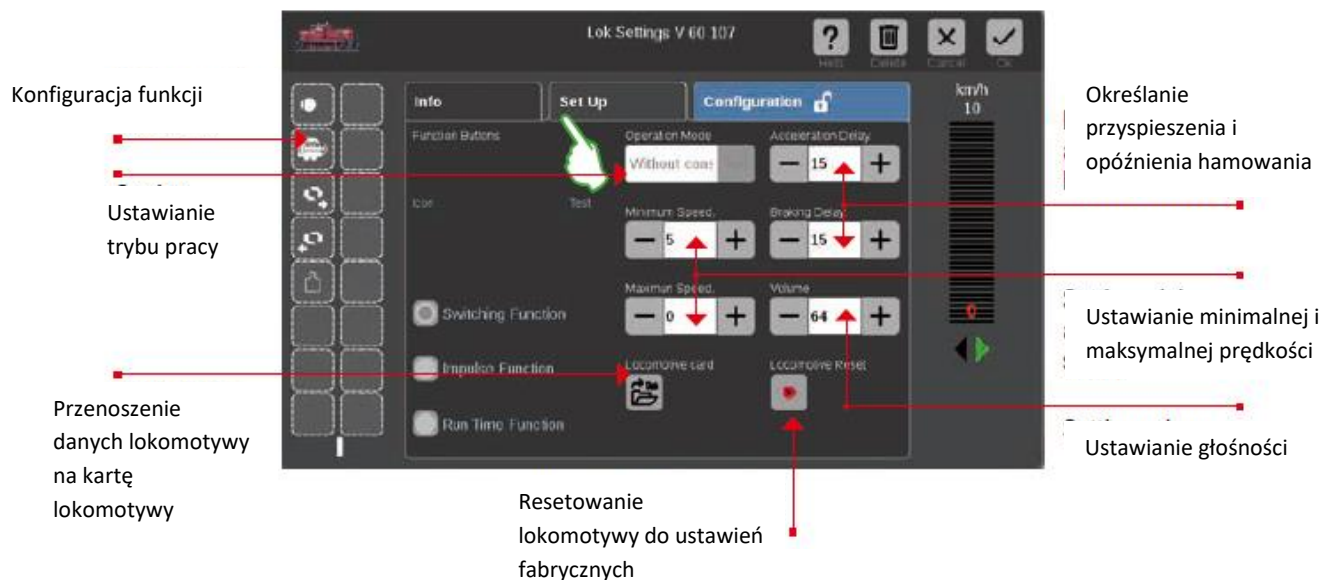 Lok Settings V 60 107
Help
Delete
Cancel
Ok
Konfiguracja funkcji
Ustawianie
trybu pracy
Przenoszenie
danych lokomotywy
na kartę
lokomotywy
Info
Set Up
Configuration
Function Buttons
Icon
Test
Switching Function
Impulse Function
Run Time Function
Operation Mode
Without cons
Acceleration Delay
15
Minimum Speed.
5
Braking Delay
15
Maximun Speed.
0
Volume
64
Locomotive card
Locomotive Reset
km/h
10
0
Określanie
przyspieszenia i
opóźnienia hamowania
Ustawianie minimalnej i
maksymalnej prędkości
Ustawianie głośności
Resetowanie
lokomotywy do ustawień
fabrycznych